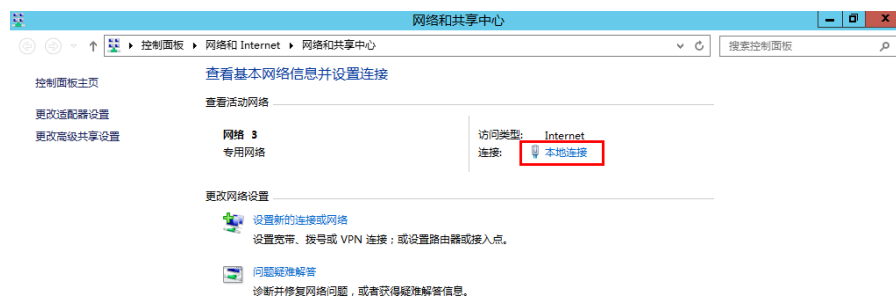 网络和共享中心
控制面板 ▸ 网络和 Internet ▸ 网络和共享中心
搜索控制面板
控制面板主页
更改适配器设置
更改高级共享设置
查看基本网络信息并设置连接
查看活动网络
网络 3
专用网络
访问类型: Internet
连接: 本地连接
更改网络设置
设置新的连接或网络
设置宽带、拨号或 VPN 连接；或设置路由器或接入点。
问题疑难解答
诊断并修复网络问题，或者获得疑难解答信息。